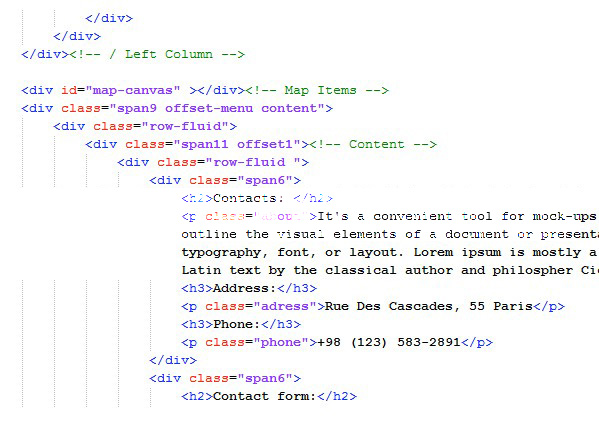 </div>
</div>
</div><!-- / Left Column -->
<div id="map-canvas" ></div><!-- Map Items -->
<div class="span9 offset-menu content">
<div class="row-fluid">
<div class="span11 offset1"><!-- Content -->
<div class="row-fluid ">
<div class="span6">
<h2>Contacts: </h2>
<p class="about">It's a convenient tool for mock-ups
outline the visual elements of a document or presenta
typography, font, or layout. Lorem ipsum is mostly a
Latin text by the classical author and philospher Cic
<h3>Address:</h3>
<p class="adress">Rue Des Cascades, 55 Paris</p>
<h3>Phone:</h3>
<p class="phone">+98 (123) 583-2891</p>
</div>
<div class="span6">
<h2>Contact form:</h2>